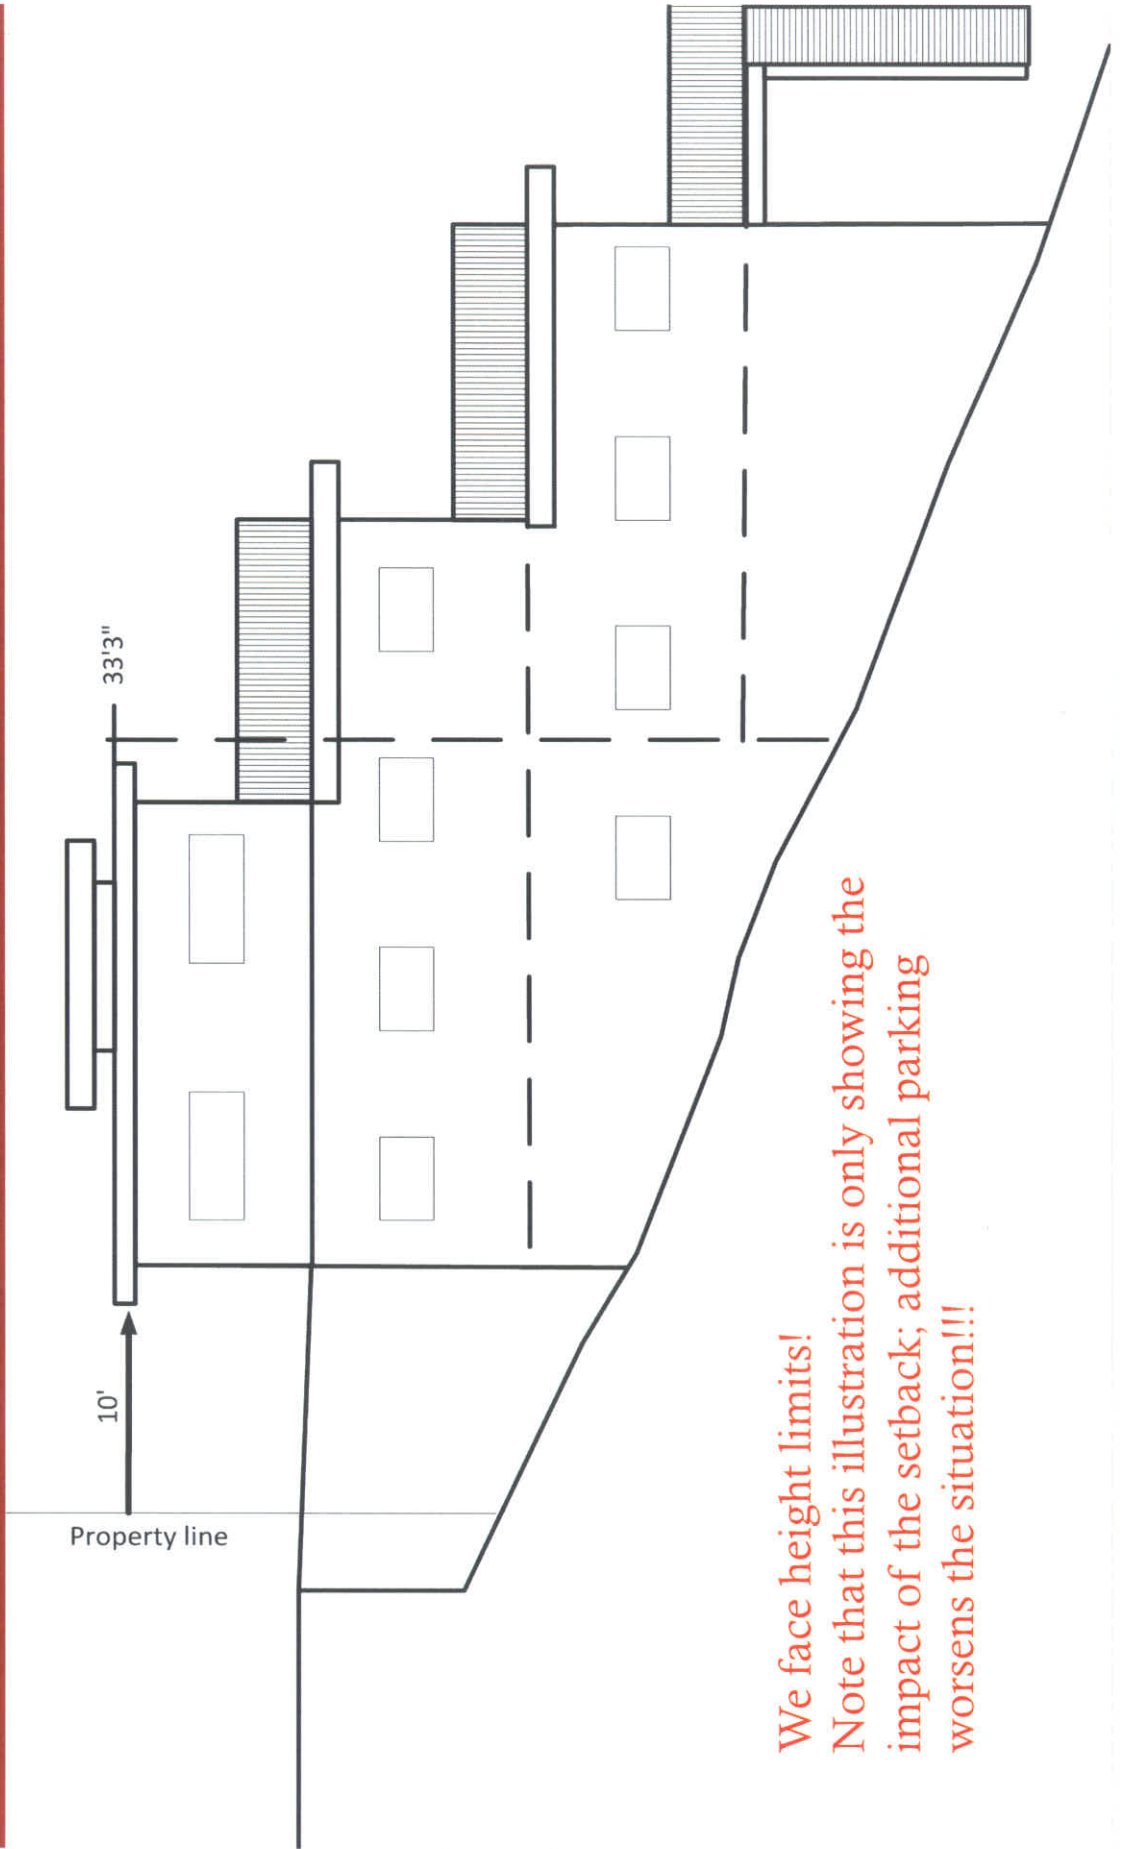 33'3"
10'
Property line
We face height limits!
Note that this illustration is only showing the
impact of the setback; additional parking
worsens the situation!!!